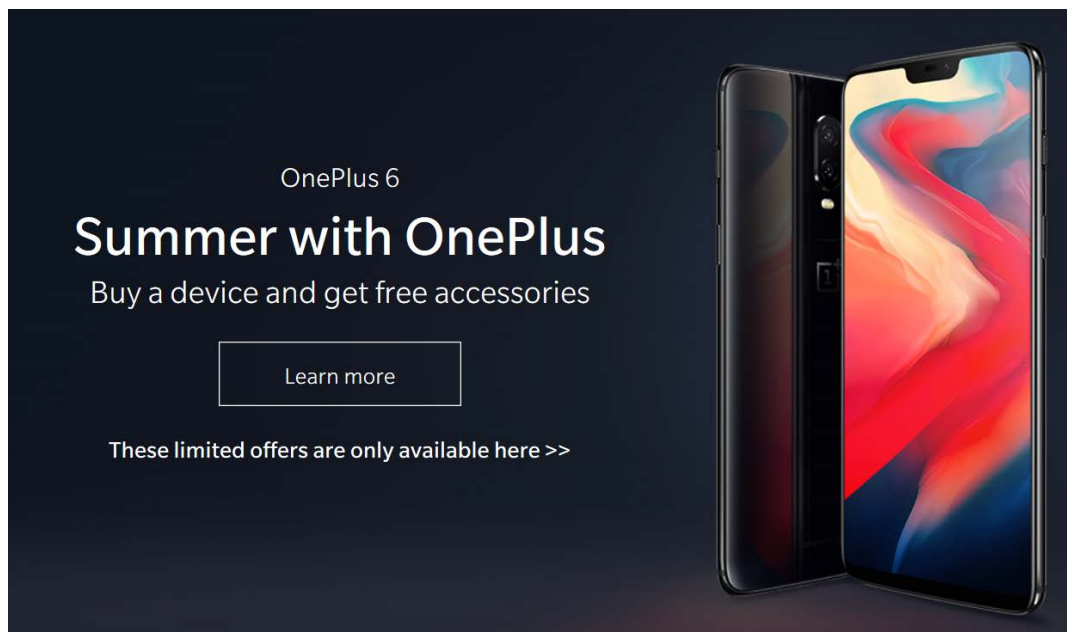 OnePlus 6
Summer with OnePlus
Buy a device and get free accessories
Learn more
These limited offers are only available here >>